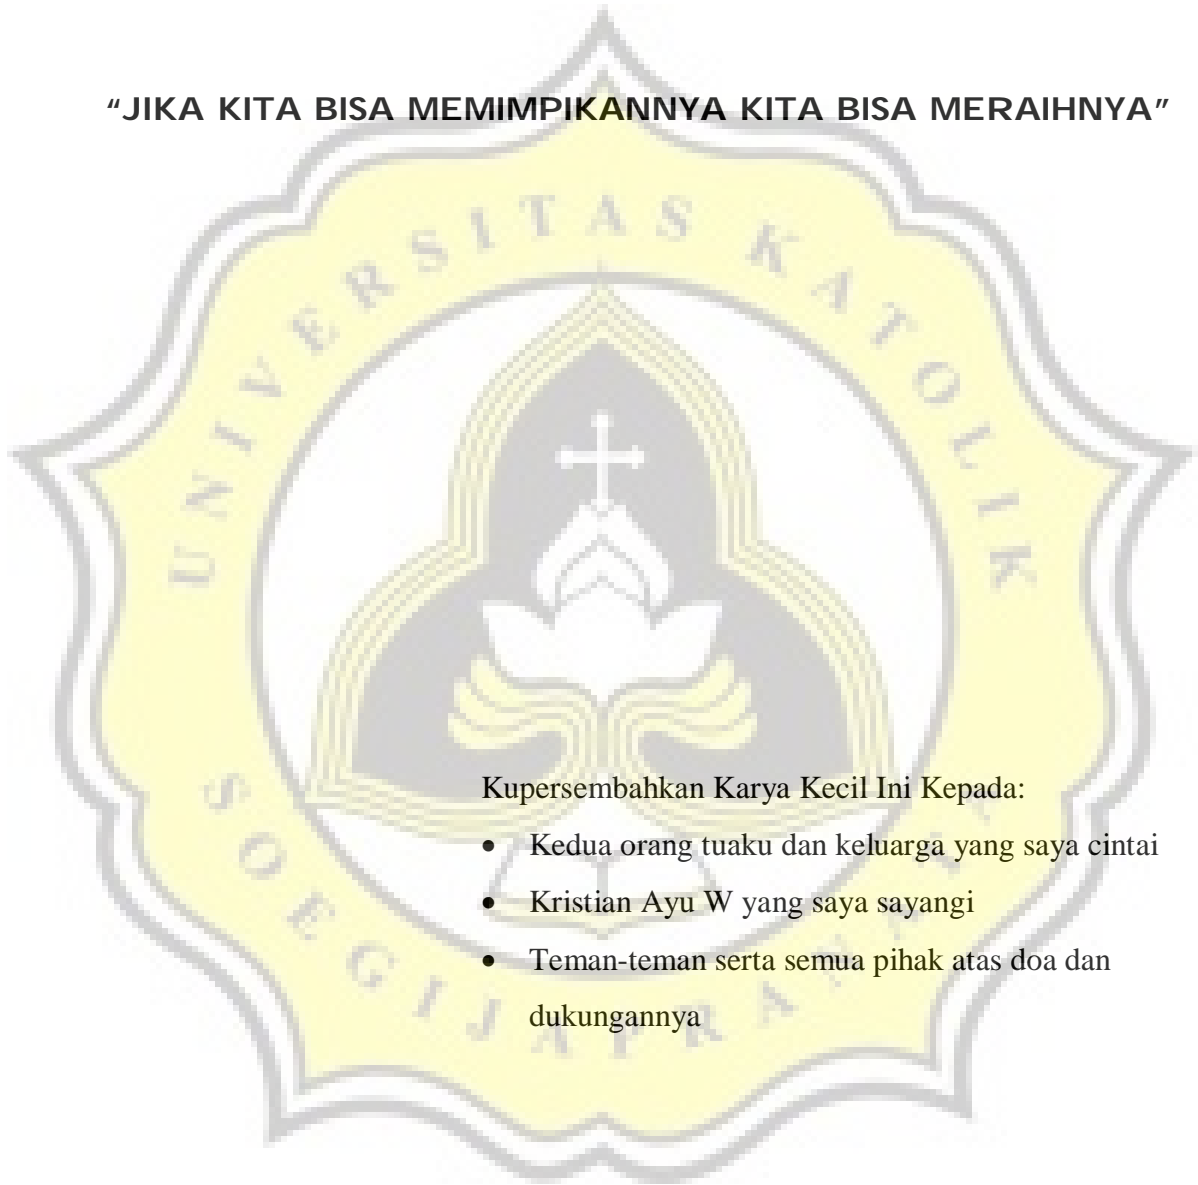 “JIKA KITA BISA MEMIMPIKANNYA KITA BISA MERAIHNYA”
UNIVERSITAS KATOLIK
Kupersembahkan Karya Kecil Ini Kepada:
• Kedua orang tuaku dan keluarga yang saya cintai
• Kristian Ayu W yang saya sayangi
• Teman-teman serta semua pihak atas doa dan
dukungannya
SOEGIJAPRANATA